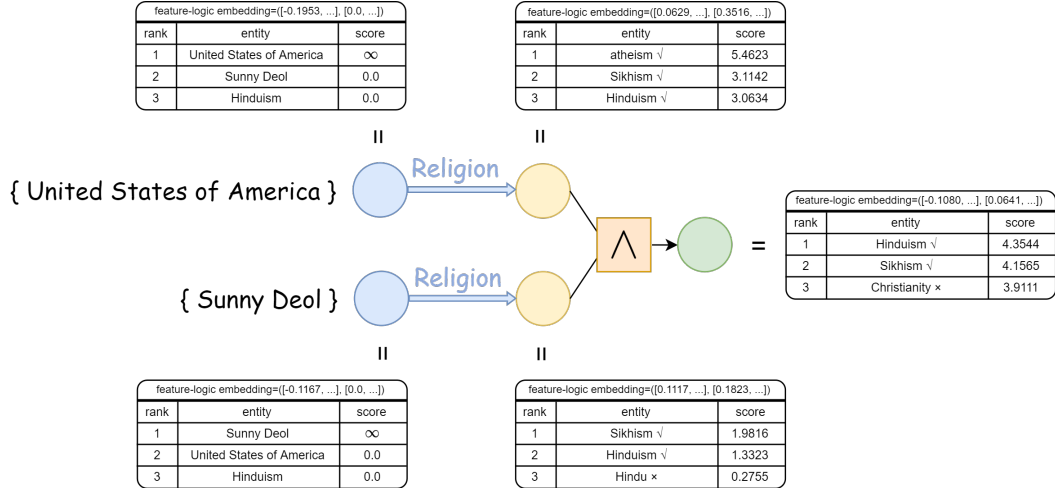 feature-logic embedding=([-0.1953, ...], [0.0, ...])
rank entity score
1 United States of America ∞
2 Sunny Deol 0.0
3 Hinduism 0.0
feature-logic embedding=([0.0629, ...], [0.3516, ...])
rank entity score
1 atheism √ 5.4623
2 Sikhism √ 3.1142
3 Hinduism √ 3.0634
=
=
{ United States of America }
Religion
{ Sunny Deol }
Religion
∧
=
feature-logic embedding=([-0.1080, ...], [0.0641, ...])
rank entity score
1 Hinduism √ 4.3544
2 Sikhism √ 4.1565
3 Christianity × 3.9111
=
=
feature-logic embedding=([-0.1167, ...], [0.0, ...])
rank entity score
1 Sunny Deol ∞
2 United States of America 0.0
3 Hinduism 0.0
feature-logic embedding=([0.1117, ...], [0.1823, ...])
rank entity score
1 Sikhism √ 1.9816
2 Hinduism √ 1.3323
3 Hindu × 0.2755